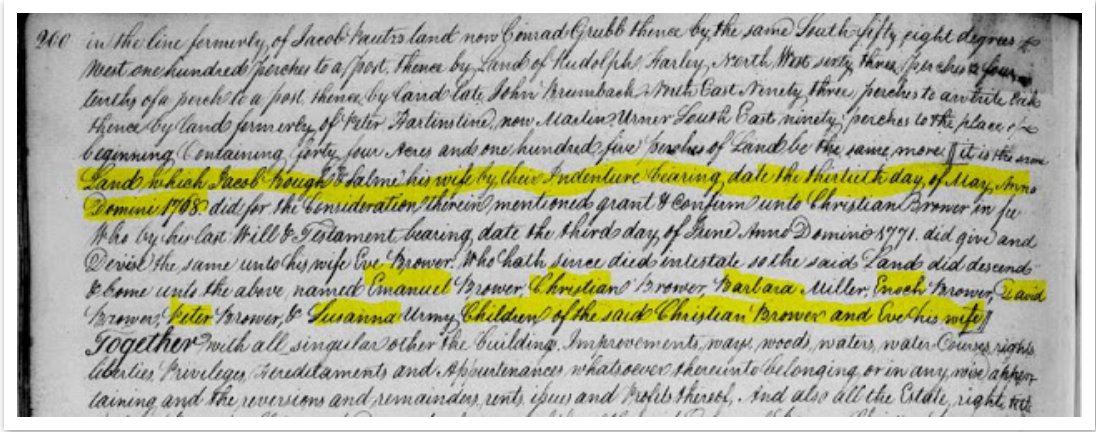 200 in the line formerly of Jacob Kautzs land now Conrad Grubb thence by the same South fifty eight degrees
West one hundred perches to a post. thence by Land of Rudolph Harley, North West sixty three perches & four
tenths of a perch to a post, thence by land late John Brumback North East Ninety three perches to a white Oak
thence by land formerly of Peter Hartinstine, now Martin Urner South East ninety perches to the place of
beginning Containing forty four Acres and one hundred five perches of Land be the same more it is the same
Land which Jacob Rough & Salme his wife by their Indenture bearing date the thirtieth day of May Anno
Domini 1768 did for the Consideration therein mentioned grant & confirm unto Christian Brower in fee
Who by his last Will & Testament bearing date the third day of June Anno Domini 1771. did give and
Devise the same unto his wife Eve Brower. Who hath since died intestate so the said Land did descend
& come unto the above named Emanuel Brower, Christian Brower, Barbara Miller, Enoch Brower, David
Brower, Peter Brower, & Susanna Urmy Children of the said Christian Brower and Eve his wife
Together with all singular other the buildings. Improvements, ways, woods, waters, water Courses, rights
liberties, Privileges, Hereditaments and Appurtenances whatsoever thereunto belonging or in any wise apper-
taining and the reversions and remainders, rents, issues and Profits thereof, And also all the Estate, right, title